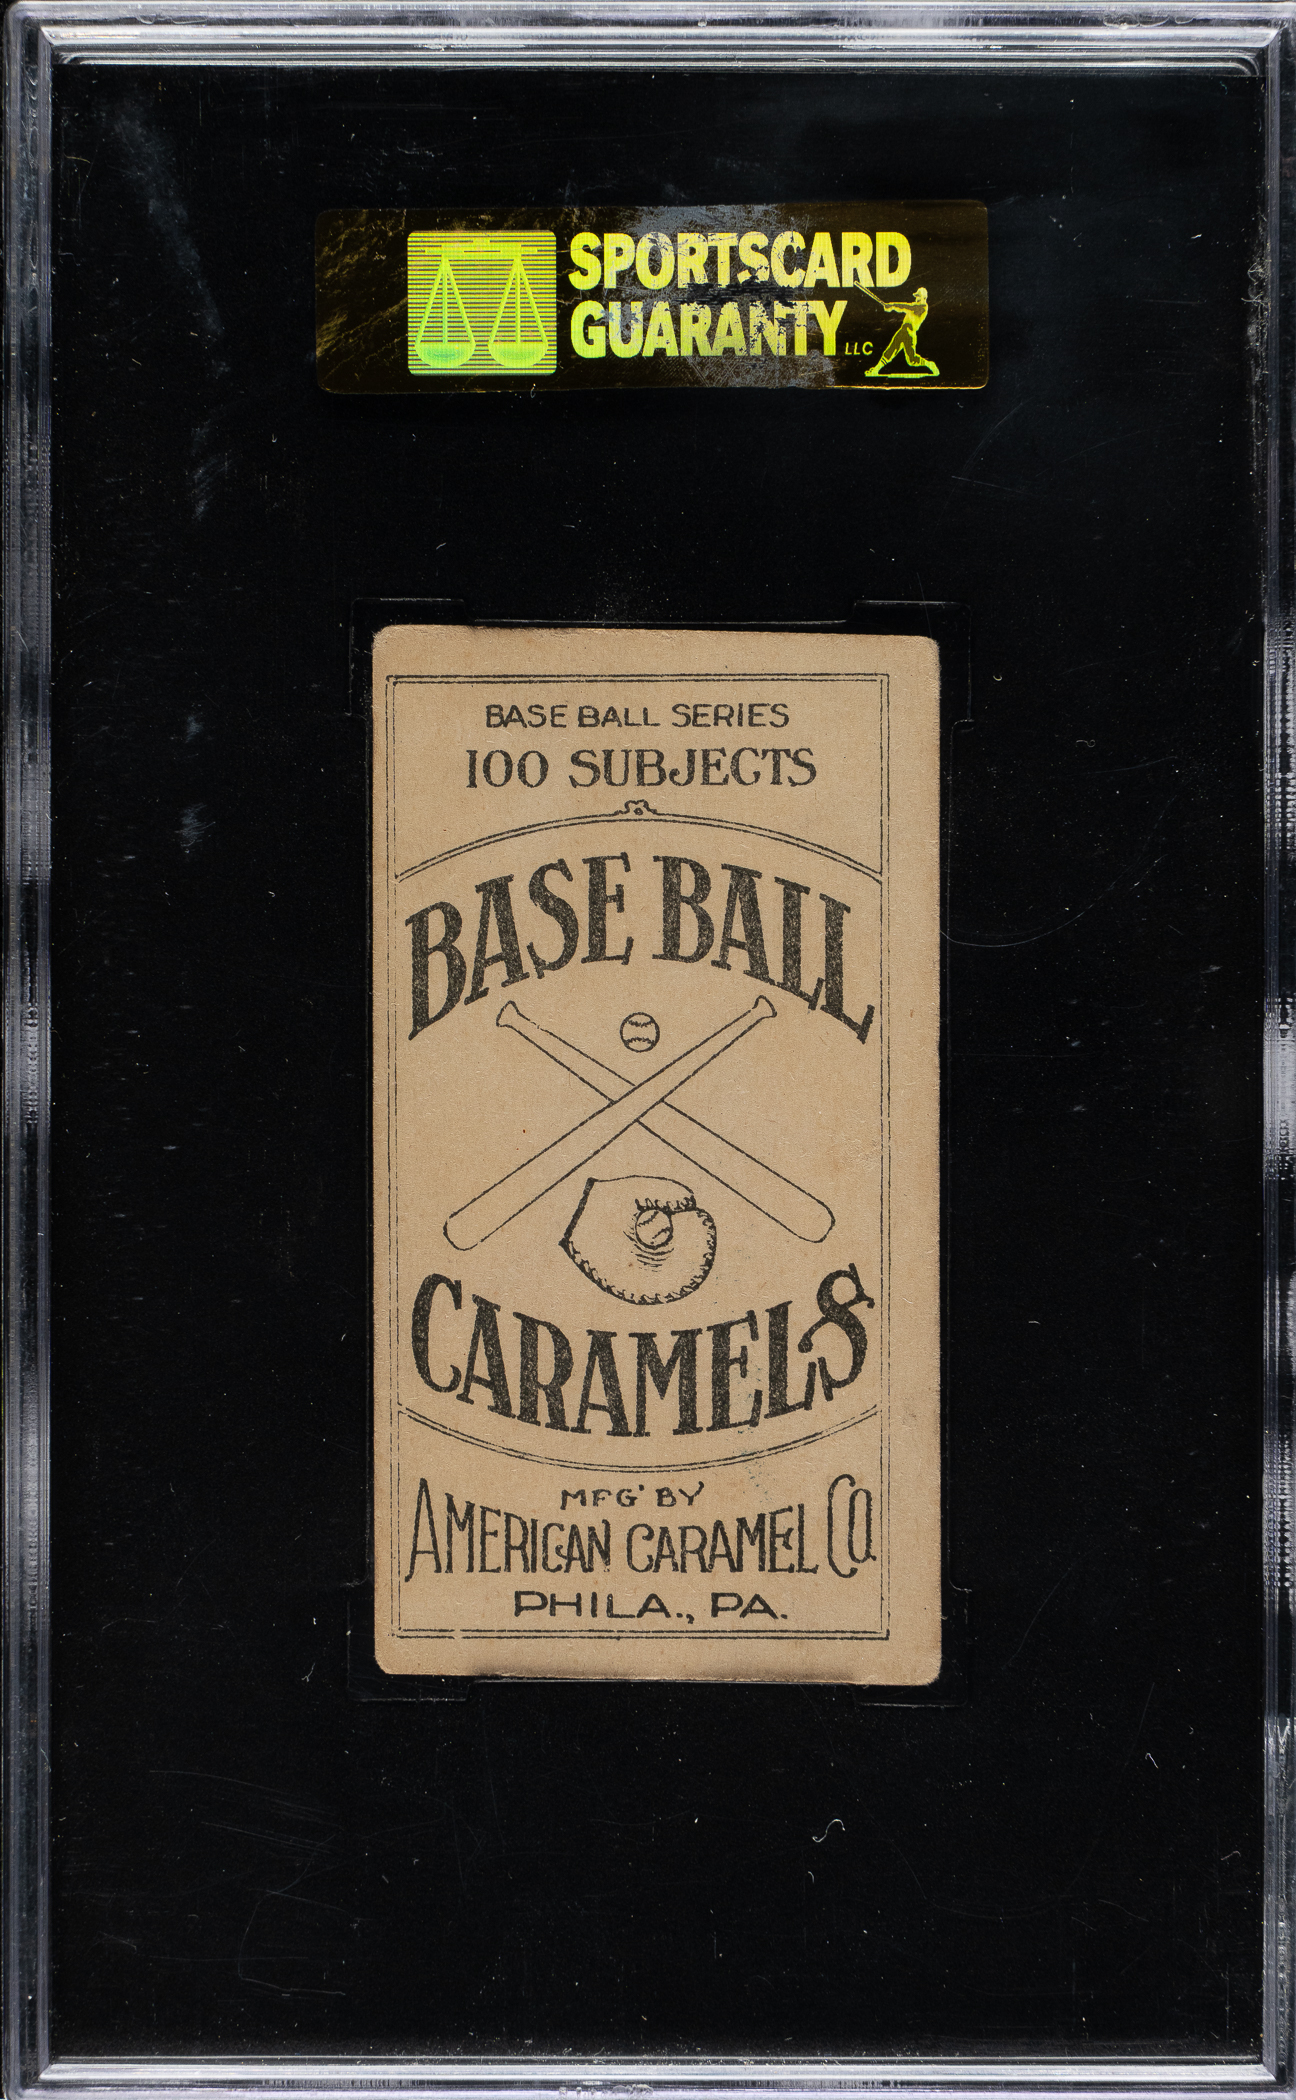 SPORTSCARD
GUARANTY LLC
BASE BALL SERIES
100 SUBJECTS
BASE BALL
CARAMELS
MFG' BY
AMERICAN CARAMEL CO
PHILA., PA.